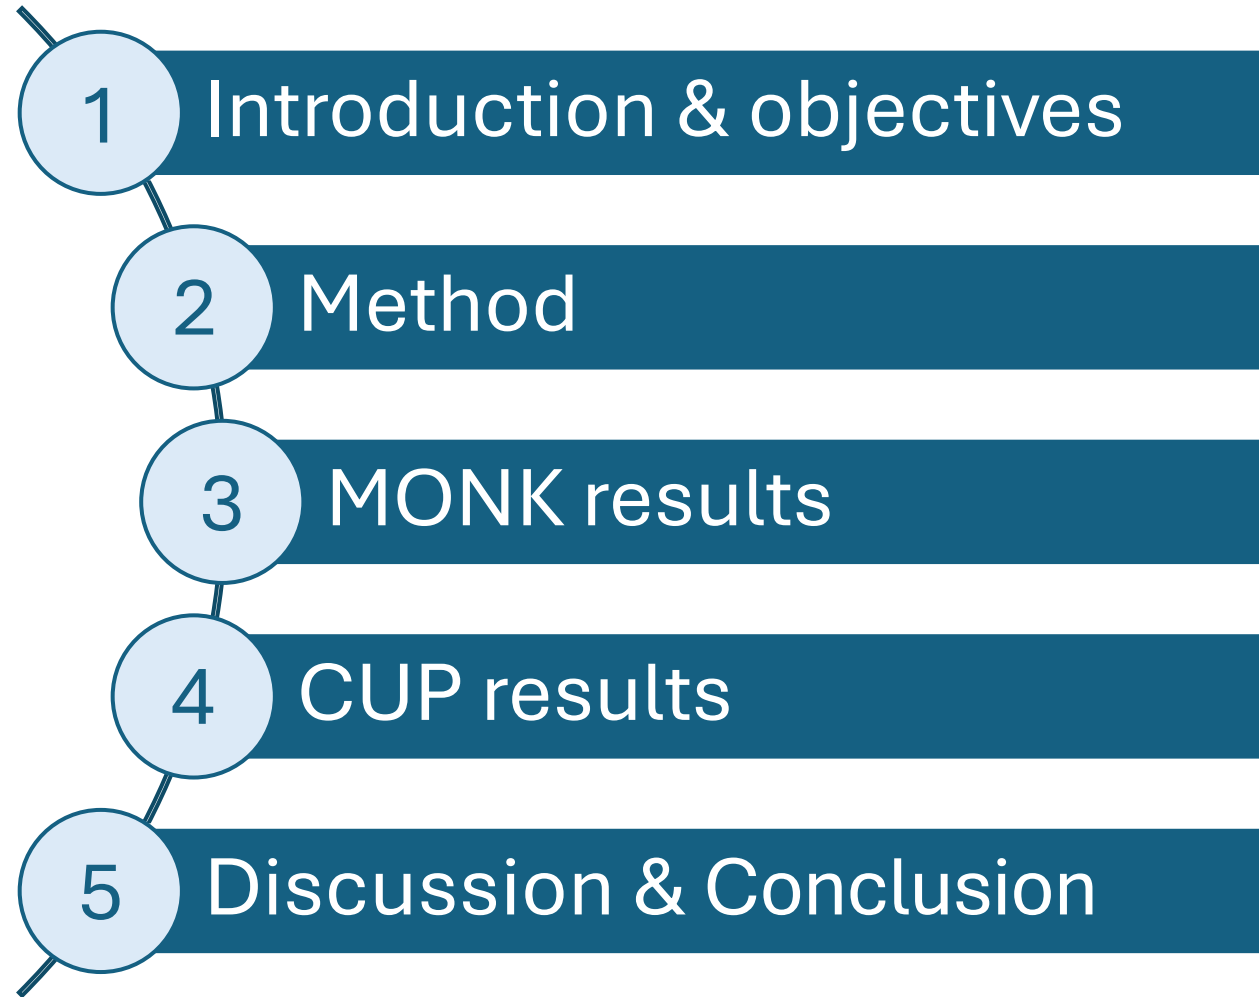 1 Introduction & objectives
2 Method
3 MONK results
4 CUP results
5 Discussion & Conclusion